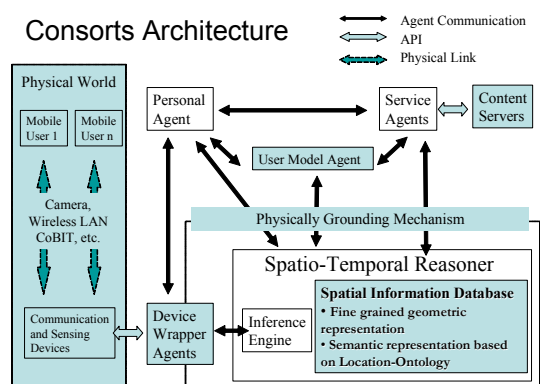 Consorts Architecture
Agent Communication
API
Physical Link
Physical World
Mobile
User 1
Mobile
User n
Camera,
Wireless LAN
CoBIT, etc.
Communication
and Sensing
Devices
Personal
Agent
Service
Agents
Content
Servers
User Model Agent
Physically Grounding Mechanism
Spatio-Temporal Reasoner
Device
Wrapper
Agents
Inference
Engine
Spatial Information Database
• Fine grained geometric
representation
• Semantic representation based
on Location-Ontology